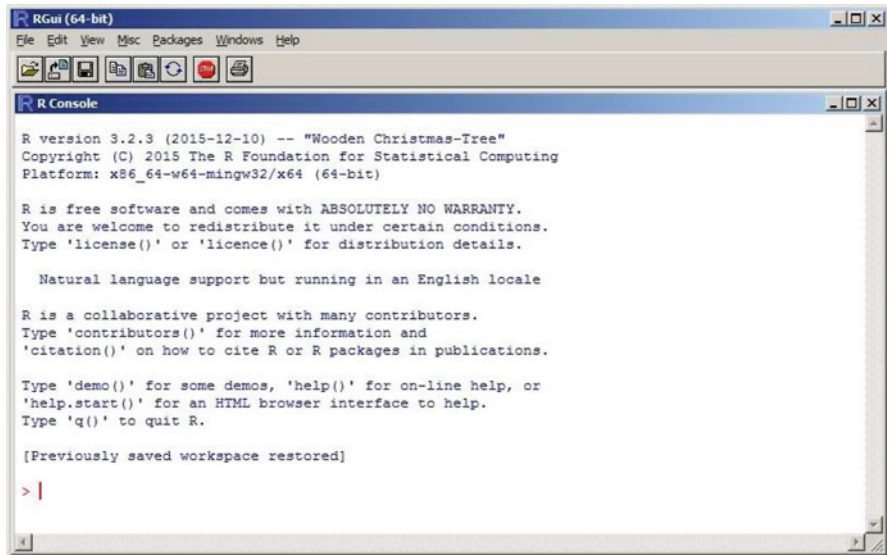 RGui (64-bit)
File Edit View Misc Packages Windows Help
STOP
R Console
R version 3.2.3 (2015-12-10) -- "Wooden Christmas-Tree"
Copyright (C) 2015 The R Foundation for Statistical Computing
Platform: x86_64-w64-mingw32/x64 (64-bit)
R is free software and comes with ABSOLUTELY NO WARRANTY.
You are welcome to redistribute it under certain conditions.
Type 'license()' or 'licence()' for distribution details.
Natural language support but running in an English locale
R is a collaborative project with many contributors.
Type 'contributors()' for more information and
'citation()' on how to cite R or R packages in publications.
Type 'demo()' for some demos, 'help()' for on-line help, or
'help.start()' for an HTML browser interface to help.
Type 'q()' to quit R.
[Previously saved workspace restored]
>